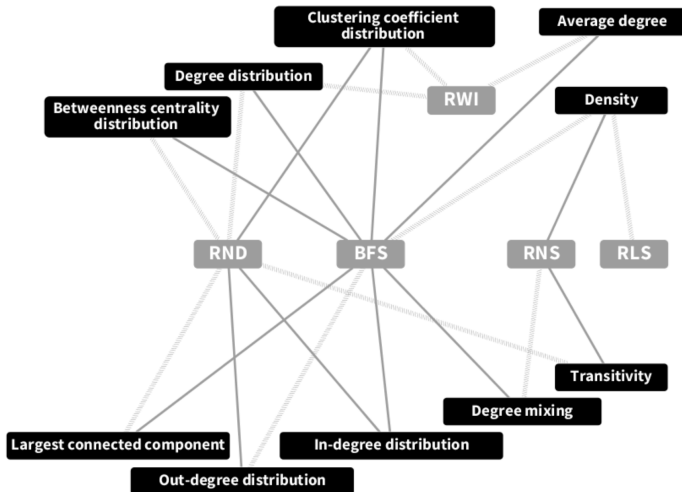 Clustering coefficient
distribution
Average degree
Degree distribution
RWI
Density
Betweenness centrality
distribution
RND
BFS
RNS
RLS
Transitivity
Degree mixing
Largest connected component
In-degree distribution
Out-degree distribution